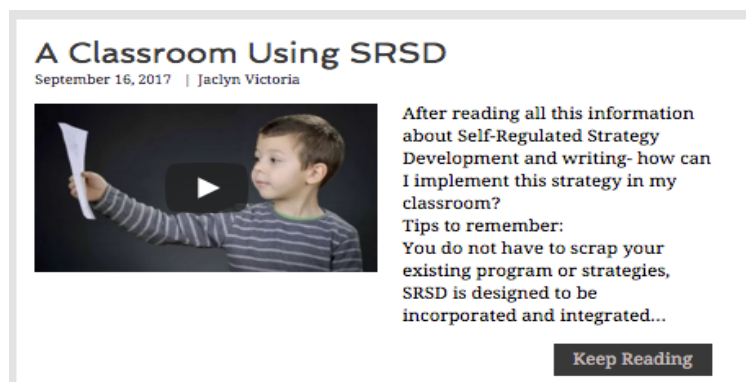 A Classroom Using SRSD
September 16, 2017 | Jaclyn Victoria
After reading all this information
about Self-Regulated Strategy
Development and writing- how can
I implement this strategy in my
classroom?
Tips to remember:
You do not have to scrap your
existing program or strategies,
SRSD is designed to be
incorporated and integrated...
Keep Reading